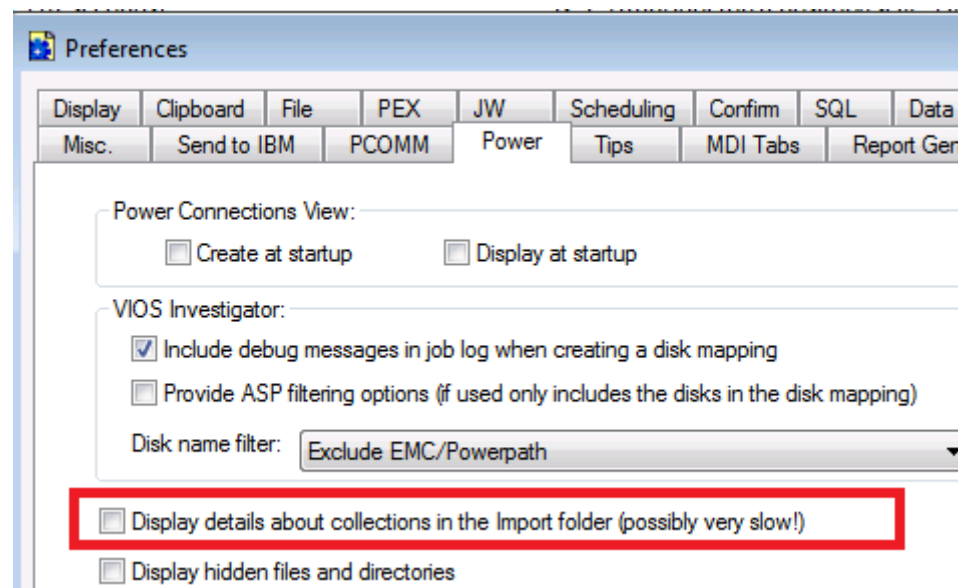 Preferences
Display Clipboard File PEX JW Scheduling Confirm SQL Data
Misc. Send to IBM PCOMM Power Tips MDI Tabs Report Gen
Power Connections View:
Create at startup Display at startup
VIOS Investigator:
Include debug messages in job log when creating a disk mapping
Provide ASP filtering options (if used only includes the disks in the disk mapping)
Disk name filter: Exclude EMC/Powerpath
Display details about collections in the Import folder (possibly very slow!)
Display hidden files and directories